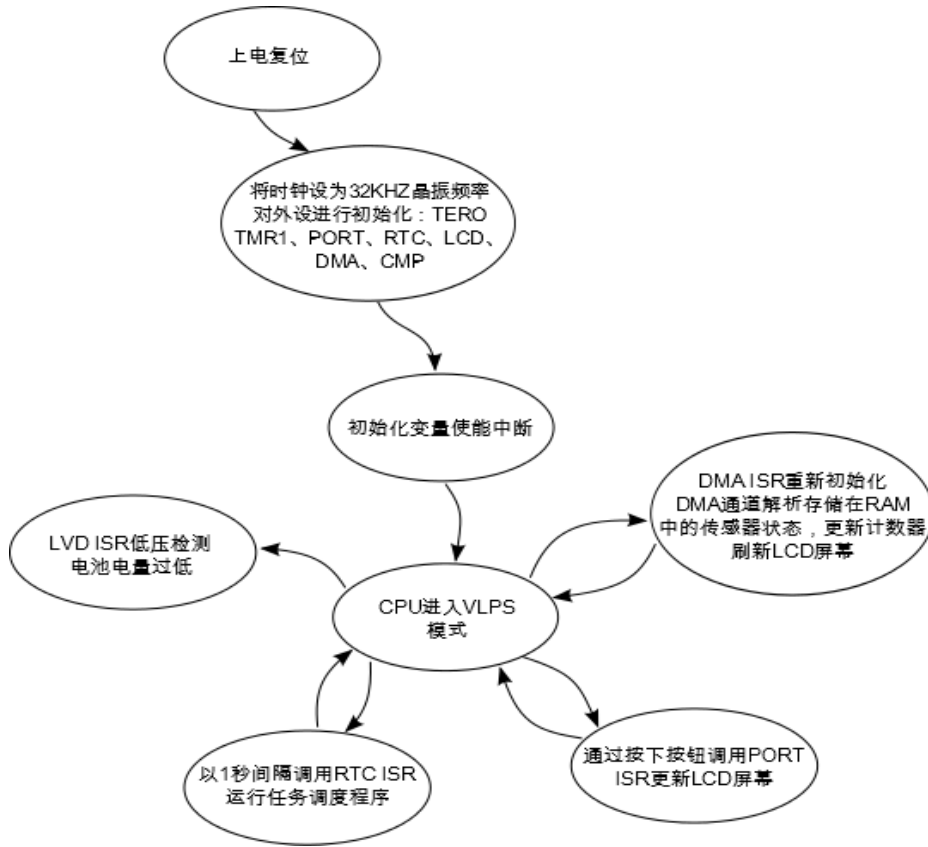 上电复位
将时钟设为32KHZ晶振频率
对外设进行初始化：TERO
TMR1、PORT、RTC、LCD、
DMA、CMP
初始化变量使能中断
DMA ISR重新初始化
DMA通道解析存储在RAM
中的传感器状态，更新计数器
刷新LCD屏幕
LVD ISR低压检测
电池电量过低
CPU进入VLPS
模式
以1秒间隔调用RTC ISR
运行任务调度程序
通过按下按钮调用PORT
ISR更新LCD屏幕